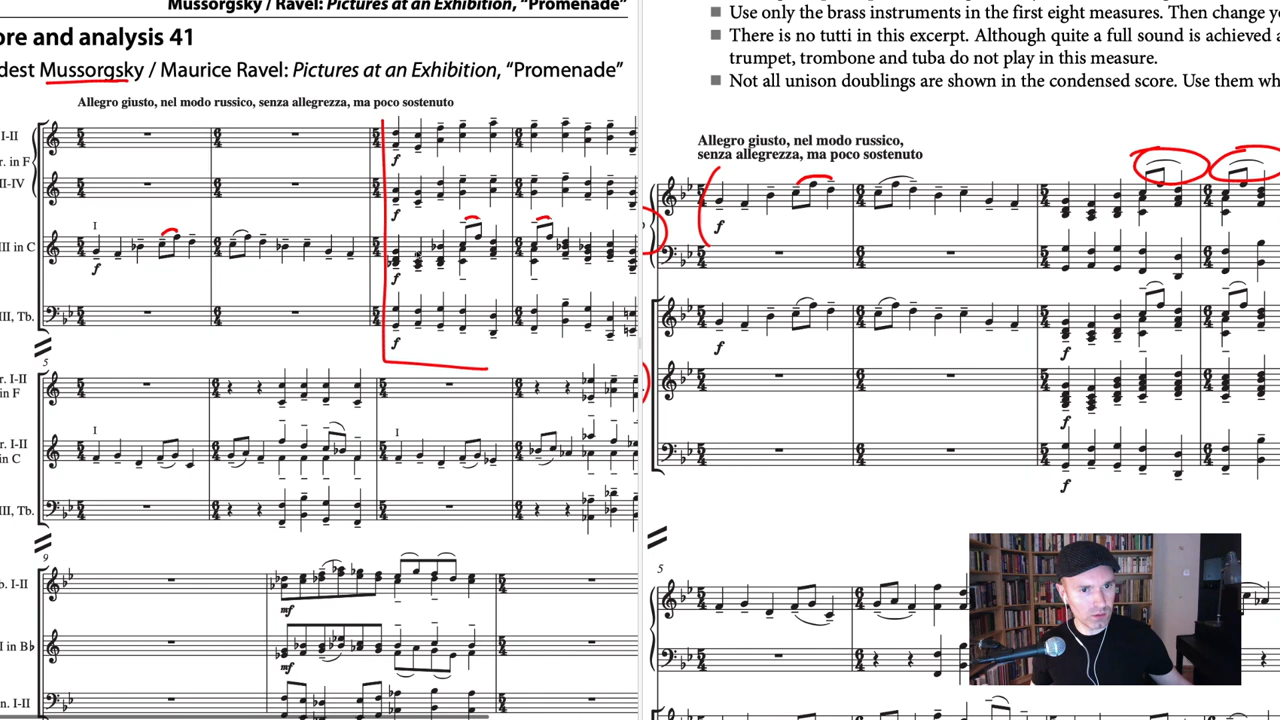 Mussorgsky / Ravel: Pictures at an Exhibition, “Promenade”
ore and analysis 41
dest Mussorgsky / Maurice Ravel: Pictures at an Exhibition, “Promenade”
Allegro giusto, nel modo russico, senza allegrezza, ma poco sostenuto
I-II
r. in F
II-IV
f
f
I
III in C
f
f
III, Tb.
f
5
r. I-II
in F
I
I
r. I-II
in C
III, Tb.
9
b. I-II
mf
I in B♭
mf
n. I-II
■ Use only the brass instruments in the first eight measures. Then change yo
■ There is no tutti in this excerpt. Although quite a full sound is achieved a
trumpet, trombone and tuba do not play in this measure.
■ Not all unison doublings are shown in the condensed score. Use them wh
Allegro giusto, nel modo russico,
senza allegrezza, ma poco sostenuto
f
f
f
f
f
5